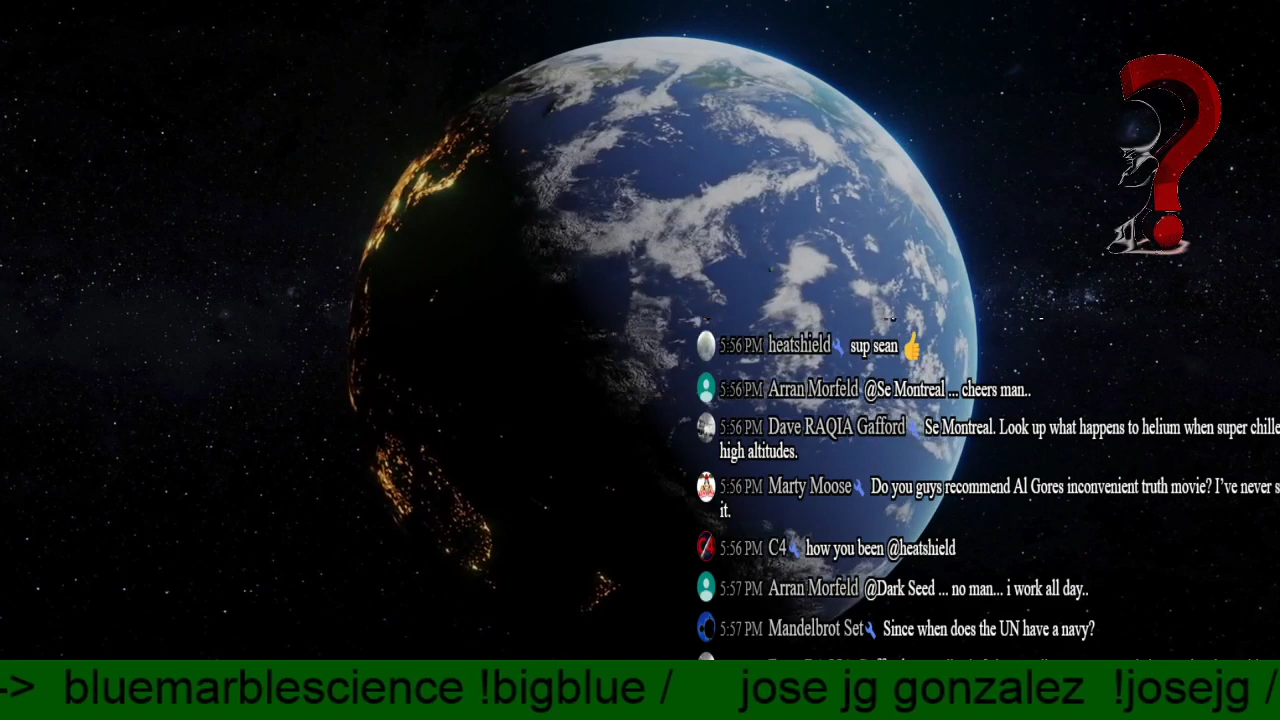 5:56 PM heatshield sup sean
5:56 PM Arran Morfeld @Se Montreal ... cheers man..
5:56 PM Dave RAQIA Gafford Se Montreal. Look up what happens to helium when super chille
high altitudes.
5:56 PM Marty Moose Do you guys recommend Al Gores inconvenient truth movie? I've never s
it.
5:56 PM C4 how you been @heatshield
5:57 PM Arran Morfeld @Dark Seed ... no man... i work all day..
5:57 PM Mandelbrot Set Since when does the UN have a navy?
-> bluemarblescience !bigblue / jose jg gonzalez !josejg /